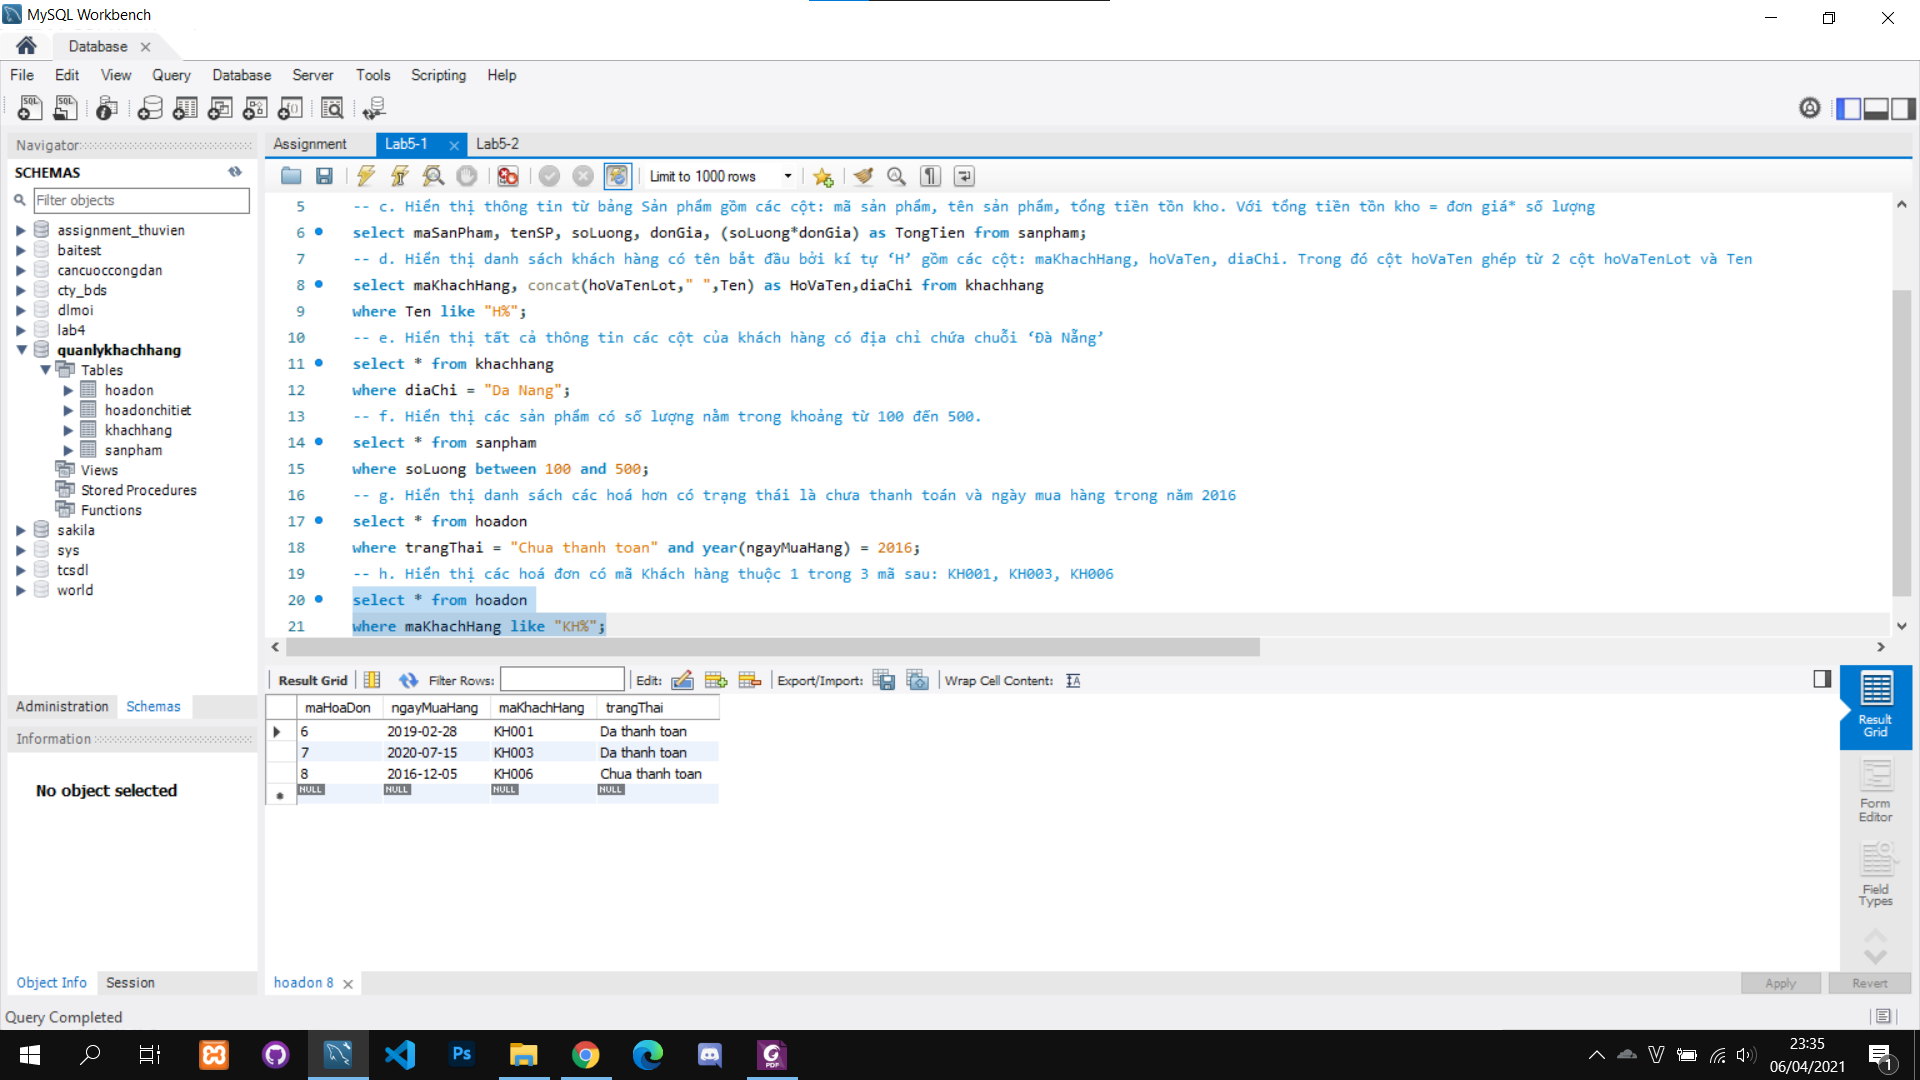 MySQL Workbench
Database
File Edit View Query Database Server Tools Scripting Help
Navigator
SCHEMAS
Filter objects
assignment_thuvien
baitest
cancuoccongdan
cty_bds
dlmoi
lab4
quanlykhachhang
Tables
hoadon
hoadonchitiet
khachhang
sanpham
Views
Stored Procedures
Functions
sakila
sys
tcsdl
world
Administration Schemas
Information
No object selected
Object Info Session
Assignment Lab5-1 Lab5-2
Limit to 1000 rows
5 -- c. Hiển thị thông tin từ bảng Sản phẩm gồm các cột: mã sản phẩm, tên sản phẩm, tổng tiền tồn kho. Với tổng tiền tồn kho = đơn giá* số lượng
6 select maSanPham, tenSP, soLuong, donGia, (soLuong*donGia) as TongTien from sanpham;
7 -- d. Hiển thị danh sách khách hàng có tên bắt đầu bởi kí tự ‘H’ gồm các cột: maKhachHang, hoVaTen, diaChi. Trong đó cột hoVaTen ghép từ 2 cột hoVaTenLot và Ten
8 select maKhachHang, concat(hoVaTenLot," ",Ten) as HoVaTen,diaChi from khachhang
9 where Ten like "H%";
10 -- e. Hiển thị tất cả thông tin các cột của khách hàng có địa chỉ chứa chuỗi ‘Đà Nẵng’
11 select * from khachhang
12 where diaChi = "Da Nang";
13 -- f. Hiển thị các sản phẩm có số lượng nằm trong khoảng từ 100 đến 500.
14 select * from sanpham
15 where soLuong between 100 and 500;
16 -- g. Hiển thị danh sách các hoá hơn có trạng thái là chưa thanh toán và ngày mua hàng trong năm 2016
17 select * from hoadon
18 where trangThai = "Chua thanh toan" and year(ngayMuaHang) = 2016;
19 -- h. Hiển thị các hoá đơn có mã Khách hàng thuộc 1 trong 3 mã sau: KH001, KH003, KH006
20 select * from hoadon
21 where maKhachHang like "KH%";
Result Grid Filter Rows: Edit: Export/Import: Wrap Cell Content:
maHoaDon ngayMuaHang maKhachHang trangThai
6 2019-02-28 KH001 Da thanh toan
7 2020-07-15 KH003 Da thanh toan
8 2016-12-05 KH006 Chua thanh toan
NULL NULL NULL NULL
Result
Grid
Form
Editor
Field
Types
hoadon 8
Apply Revert
Query Completed
23:35
06/04/2021
1